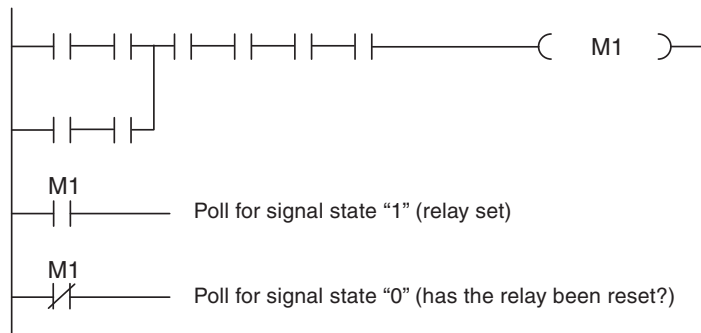 M1
M1
Poll for signal state “1” (relay set)
M1
Poll for signal state “0” (has the relay been reset?)